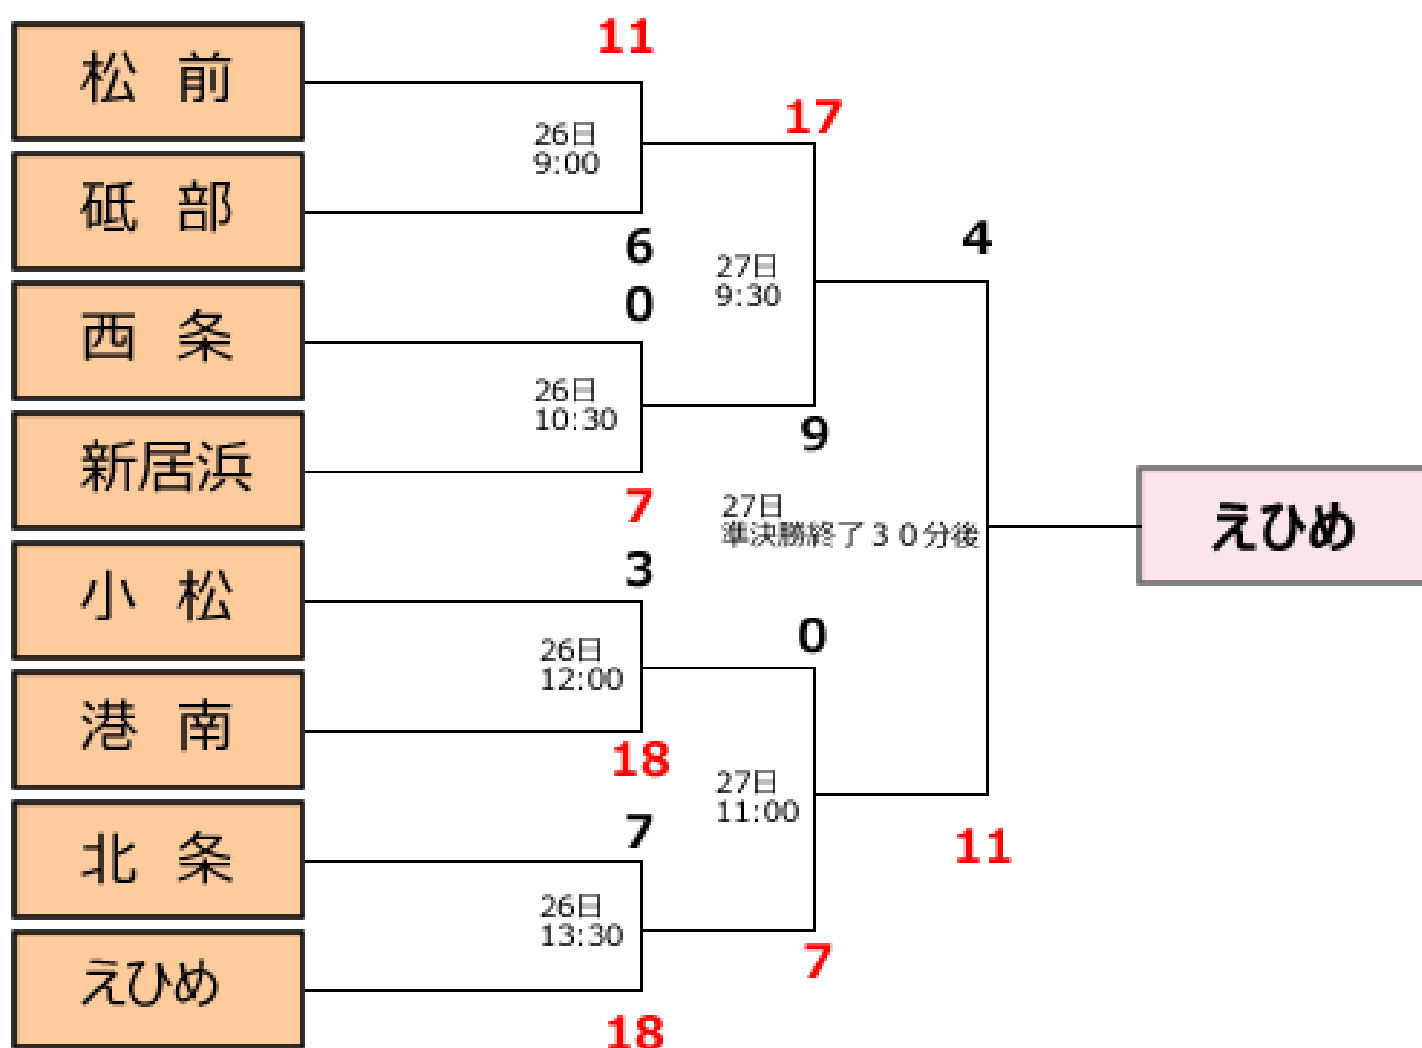 11
松 前
17
26日
9:00
砥 部
6
4
27日
9:30
0
西 条
26日
10:30
9
新居浜
7
27日
準決勝終了30分後
えひめ
3
小 松
0
26日
12:00
港 南
18
27日
11:00
7
北 条
11
26日
13:30
7
えひめ
18